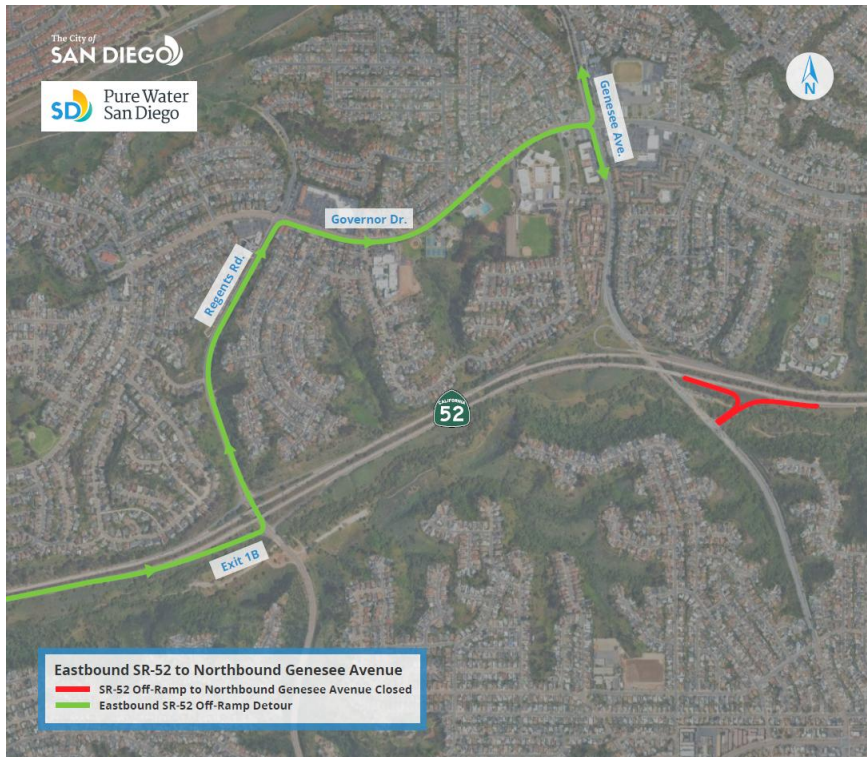 The City of
SAN DIEGO
SD
Pure Water
San Diego
N
Genesee Ave.
Governor Dr.
Regents Rd.
CALIFORNIA
52
Exit 1B
Eastbound SR-52 to Northbound Genesee Avenue
SR-52 Off-Ramp to Northbound Genesee Avenue Closed
Eastbound SR-52 Off-Ramp Detour